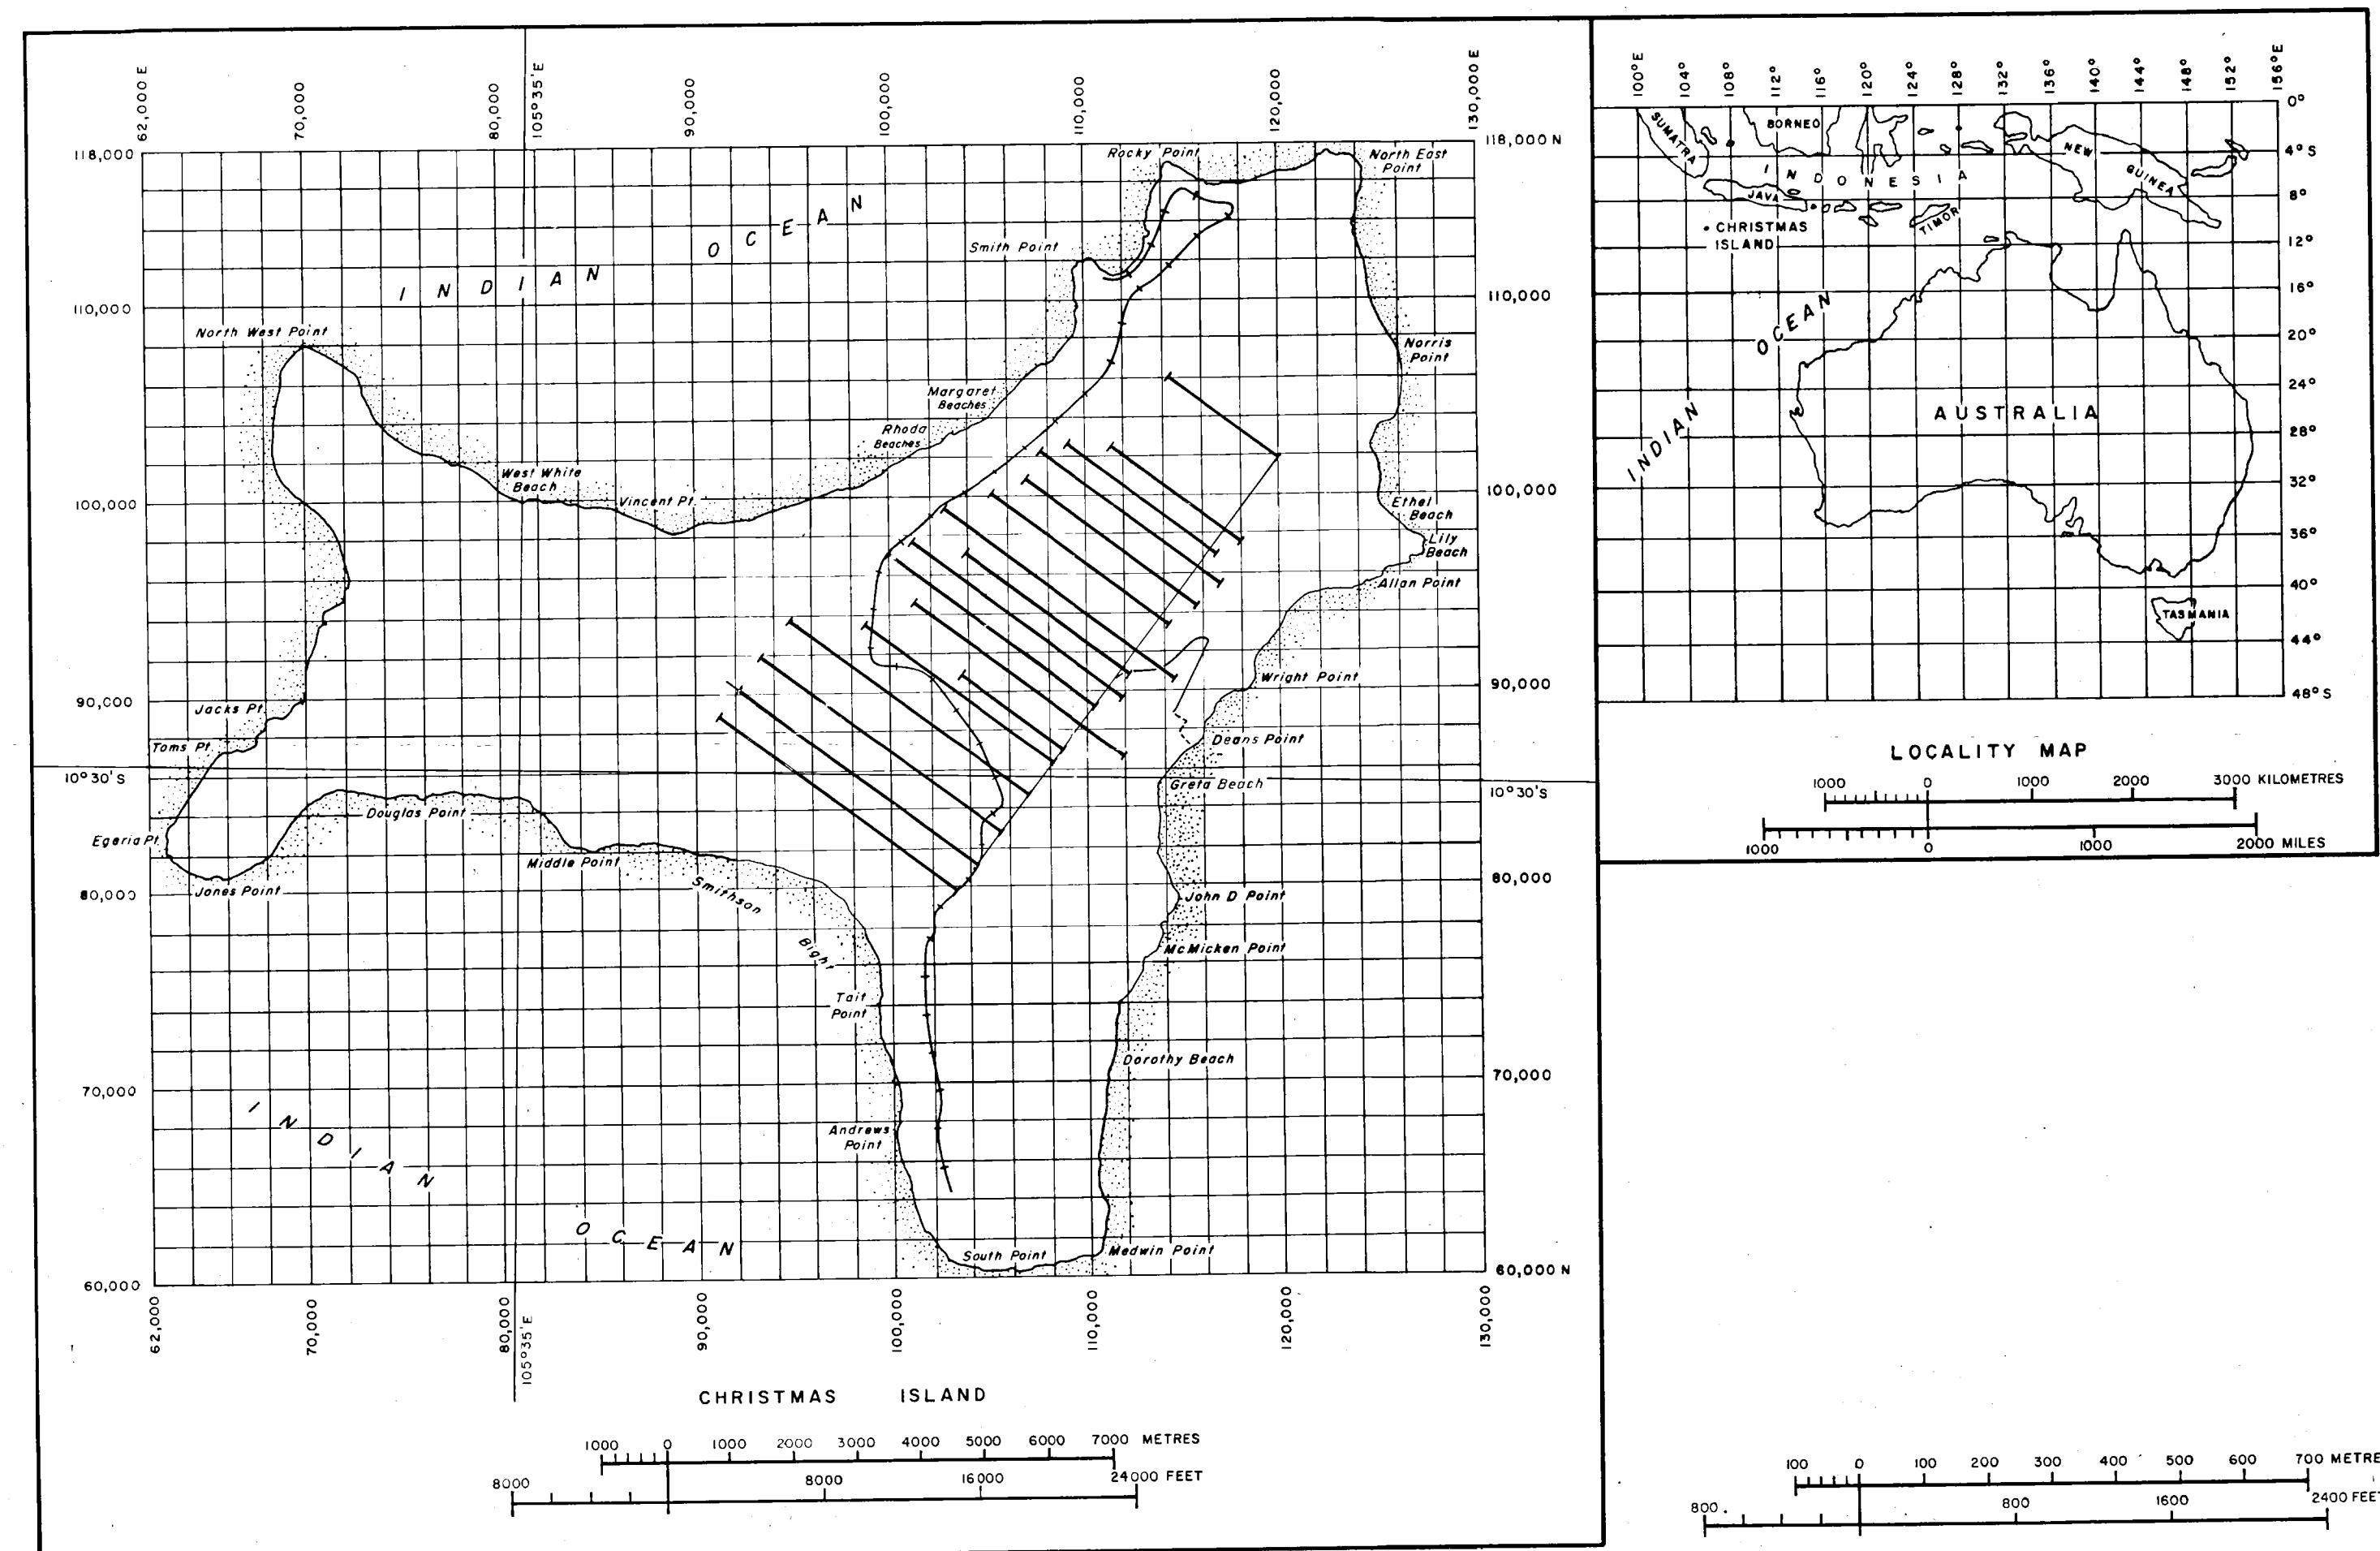 62,000 E
70,000
80,000
105°35'E
90,000
100,000
110,000
120,000
130,000 E
118,000
118,000 N
Rocky Point
North East
Point
INDIAN OCEAN
Smith Point
110,000
110,000
North West Point
Norris
Point
Margaret
Beaches
Rhoda
Beaches
West White
Beach
Vincent Pt.
100,000
100,000
Ethel
Beach
Lily
Beach
Allan Point
Wright Point
90,000
90,000
Jacks Pt.
Toms Pt.
Deans Point
10°30'S
Greta Beach
10°30'S
Douglas Point
Egeria Pt.
Middle Point
Jones Point
Smithson
Bight
80,000
80,000
John D Point
McMicken Point
Tait
Point
Dorothy Beach
70,000
70,000
Andrews
Point
INDIAN
OCEAN
South Point
Medwin Point
60,000
60,000 N
62,000
70,000
80,000
105°35'E
90,000
100,000
110,000
120,000
130,000
CHRISTMAS ISLAND
1000 0 1000 2000 3000 4000 5000 6000 7000 METRES
8000 8000 16000 24000 FEET
100°E 104° 108° 112° 116° 120° 124° 128° 132° 136° 140° 144° 148° 152° 156°E
0°
4°S
8°
12°
16°
20°
24°
28°
32°
36°
40°
44°
48°S
SUMATRA
BORNEO
NEW
GUINEA
INDONESIA
JAVA
TIMOR
CHRISTMAS
ISLAND
INDIAN OCEAN
AUSTRALIA
TASMANIA
LOCALITY MAP
1000 0 1000 2000 3000 KILOMETRES
1000 0 1000 2000 MILES
100 0 100 200 300 400 500 600 700 METRE
800 800 1600 2400 FEET